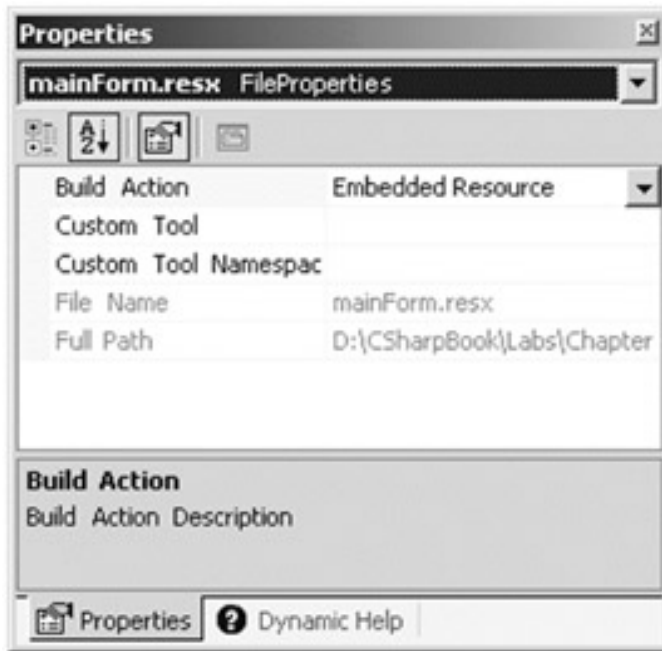 Properties
mainForm.resx FileProperties
A
Z
Build Action Embedded Resource
Custom Tool
Custom Tool Namespac
File Name mainForm.resx
Full Path D:\CSharpBook\Labs\Chapter
Build Action
Build Action Description
Properties ? Dynamic Help